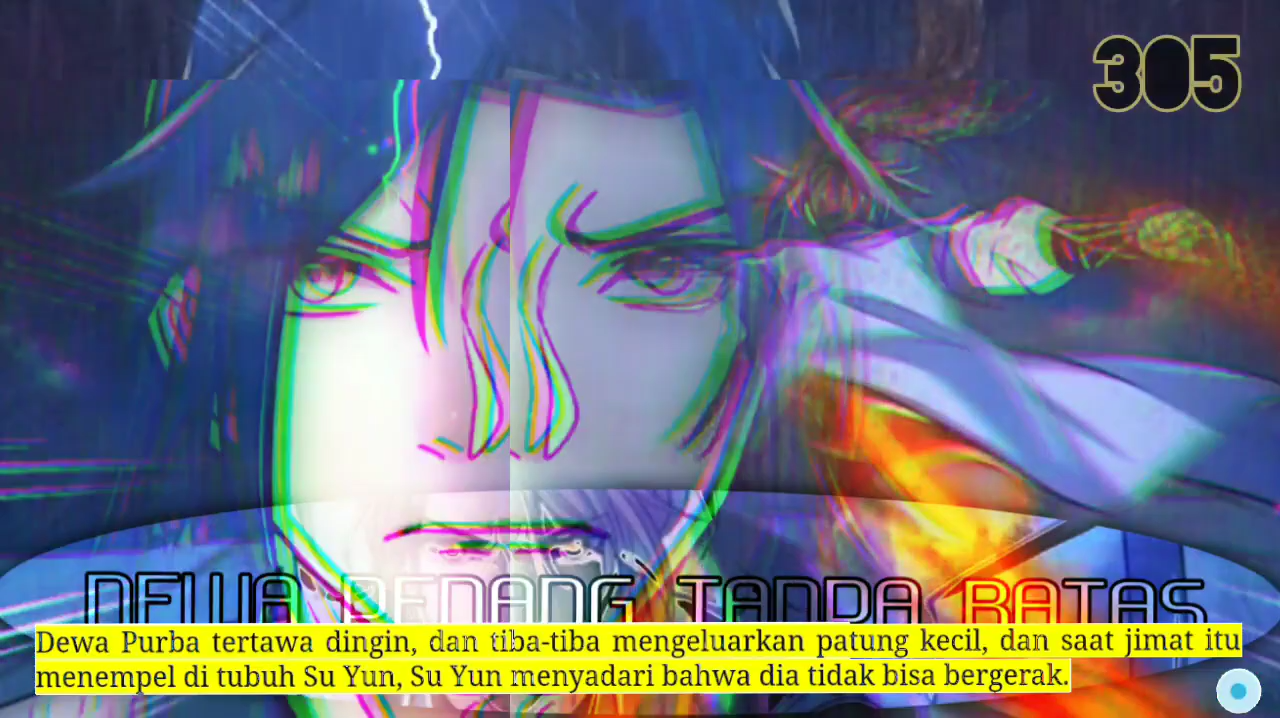 305
DEWA PEDANG TANPA BATAS
Dewa Purba tertawa dingin, dan tiba-tiba mengeluarkan patung kecil, dan saat jimat itu
menempel di tubuh Su Yun, Su Yun menyadari bahwa dia tidak bisa bergerak.